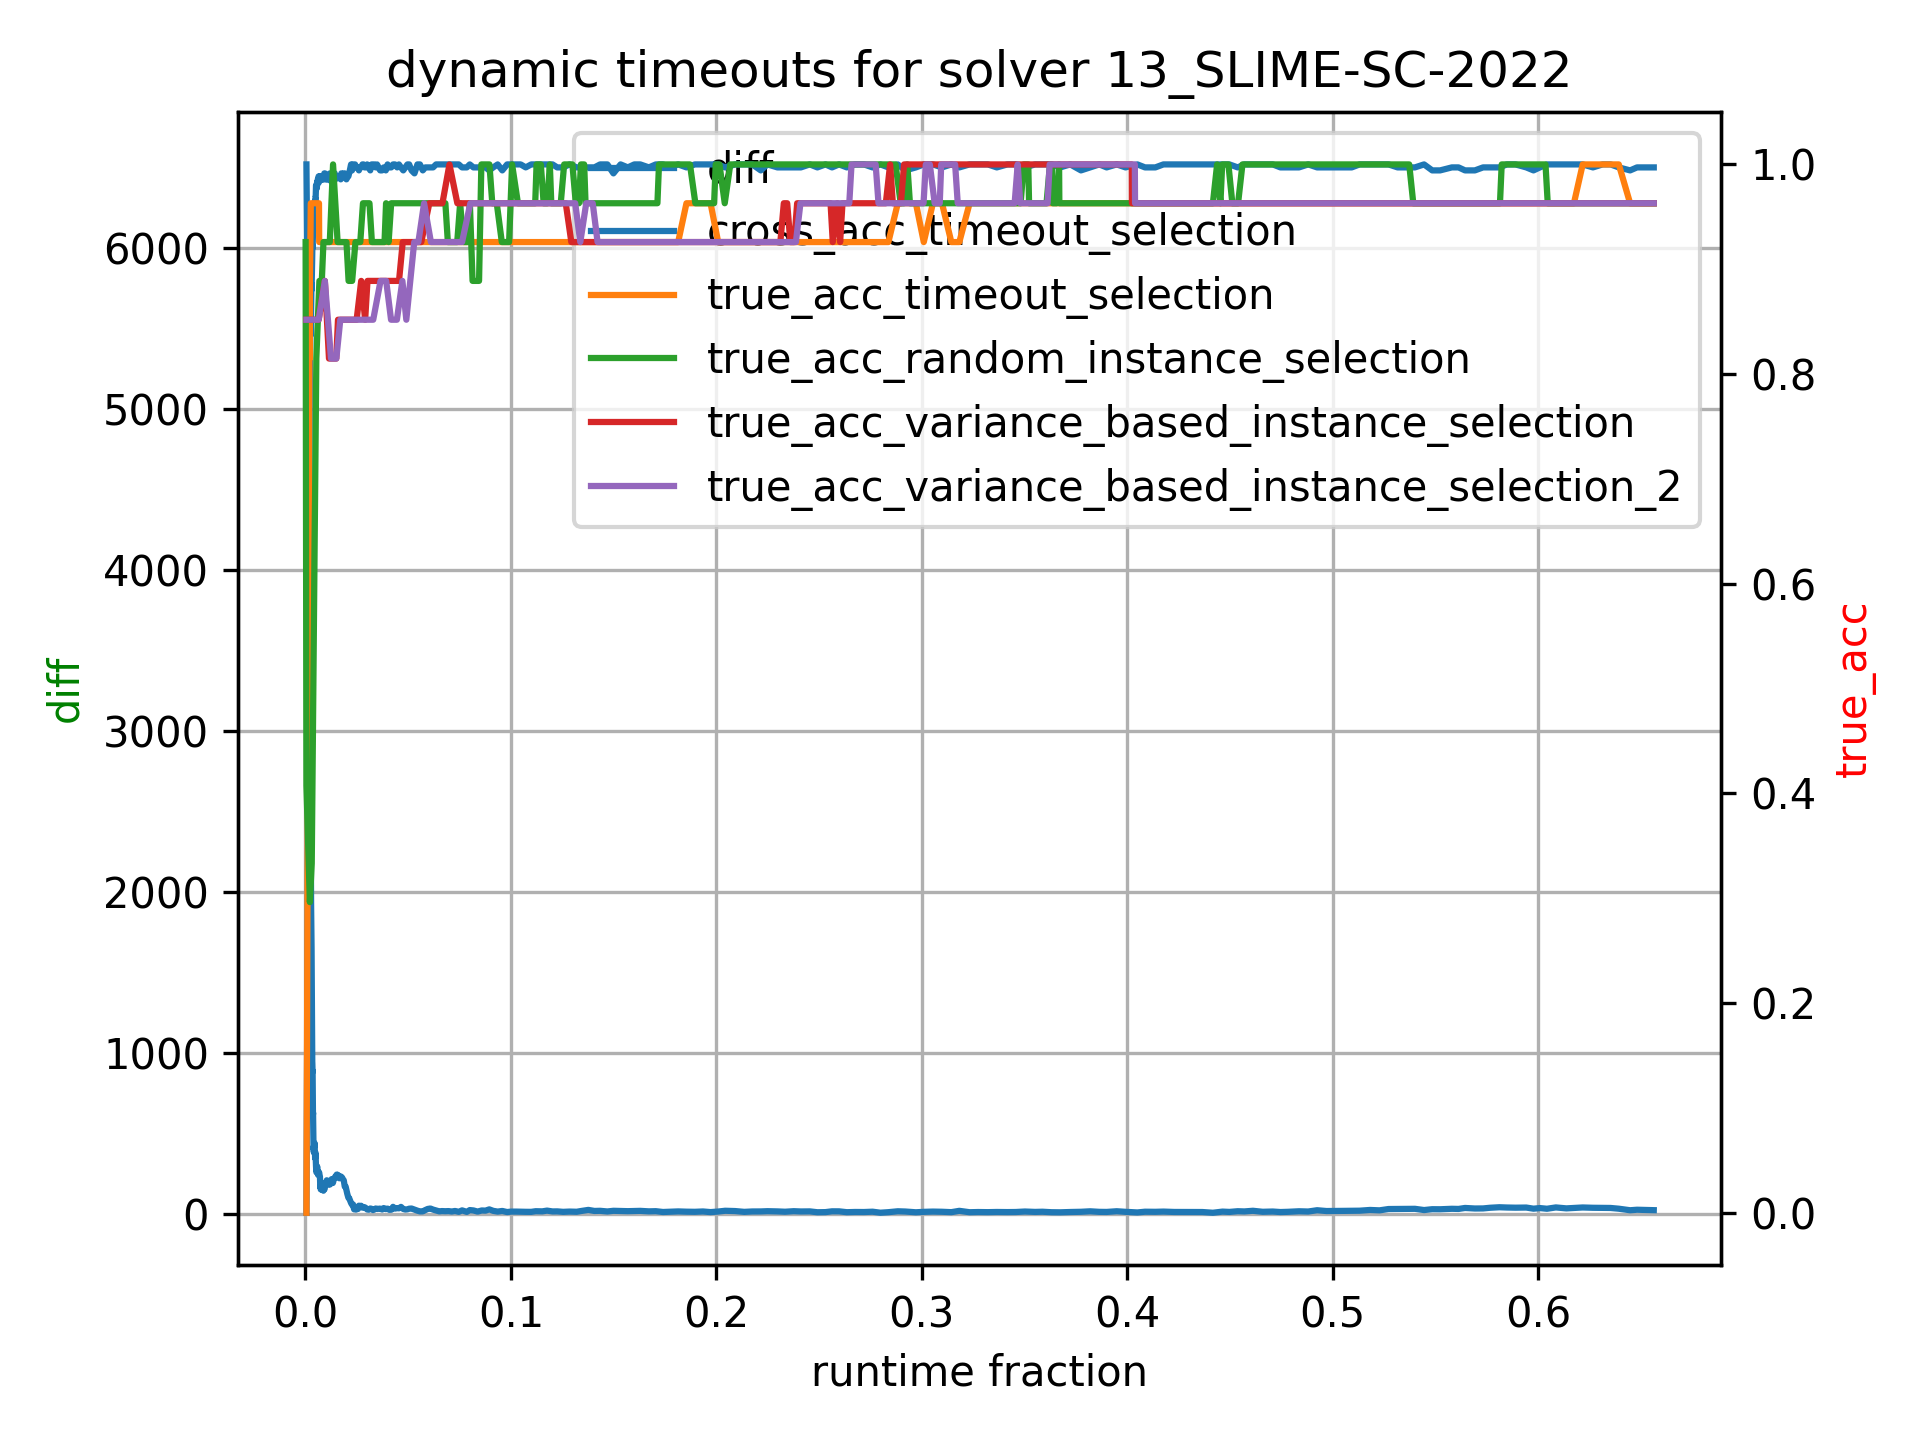 dynamic timeouts for solver 13_SLIME-SC-2022
diff
cross_acc_timeout_selection
true_acc_timeout_selection
true_acc_random_instance_selection
true_acc_variance_based_instance_selection
true_acc_variance_based_instance_selection_2
6000
5000
4000
3000
2000
1000
0
diff
1.0
0.8
0.6
0.4
0.2
0.0
true_acc
0.0 0.1 0.2 0.3 0.4 0.5 0.6
runtime fraction